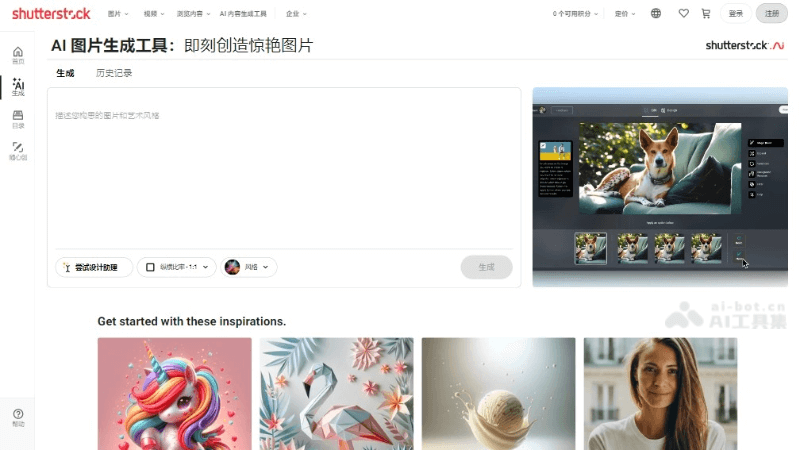 shutterstock
图片
视频
浏览内容
AI 内容生成工具
企业
0 个可用积分
定价
登录
注册
AI 图片生成工具：即刻创造惊艳图片
shutterstock.AI
首页
AI
生成
目录
生成
历史记录
描述您构思的图片和艺术风格
尝试设计助理
纵横比率 - 1:1
风格
生成
ai-bot.cn
AI工具集
Get started with these inspirations.
帮助